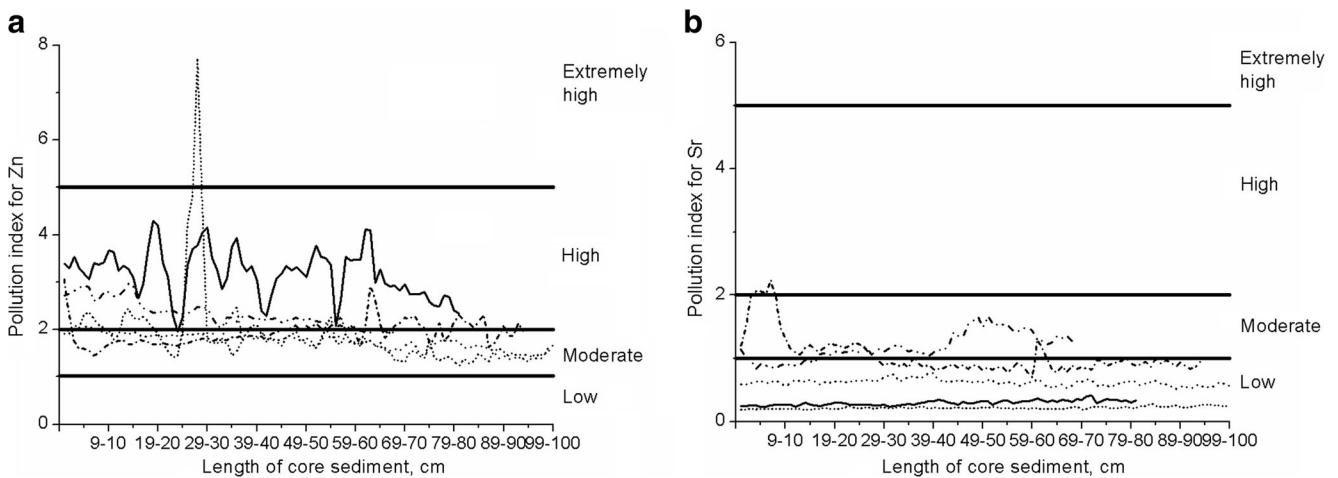 a
8
6
4
2
0
Pollution index for Zn
Extremely
high
High
Moderate
Low
9-10 19-20 29-30 39-40 49-50 59-60 69-70 79-80 89-90 99-100
Length of core sediment, cm
b
6
4
2
0
Pollution index for Sr
Extremely
high
High
Moderate
Low
9-10 19-20 29-30 39-40 49-50 59-60 69-70 79-80 89-90 99-100
Length of core sediment, cm